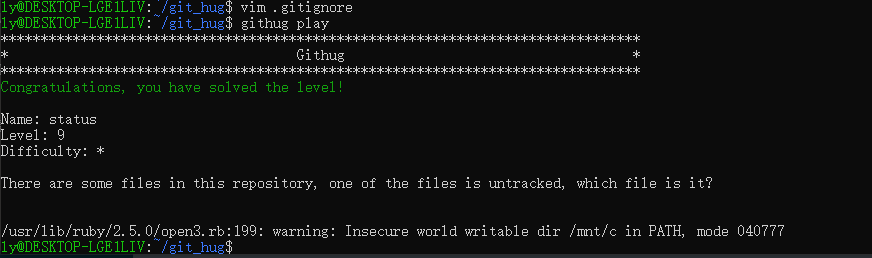 ly@DESKTOP-LGE1LIV:~/git_hug$ vim .gitignore
ly@DESKTOP-LGE1LIV:~/git_hug$ githug play
********************************************************************************
*                                    Githug                                    *
********************************************************************************
Congratulations, you have solved the level!
Name: status
Level: 9
Difficulty: *
There are some files in this repository, one of the files is untracked, which file is it?
/usr/lib/ruby/2.5.0/open3.rb:199: warning: Insecure world writable dir /mnt/c in PATH, mode 040777
ly@DESKTOP-LGE1LIV:~/git_hug$